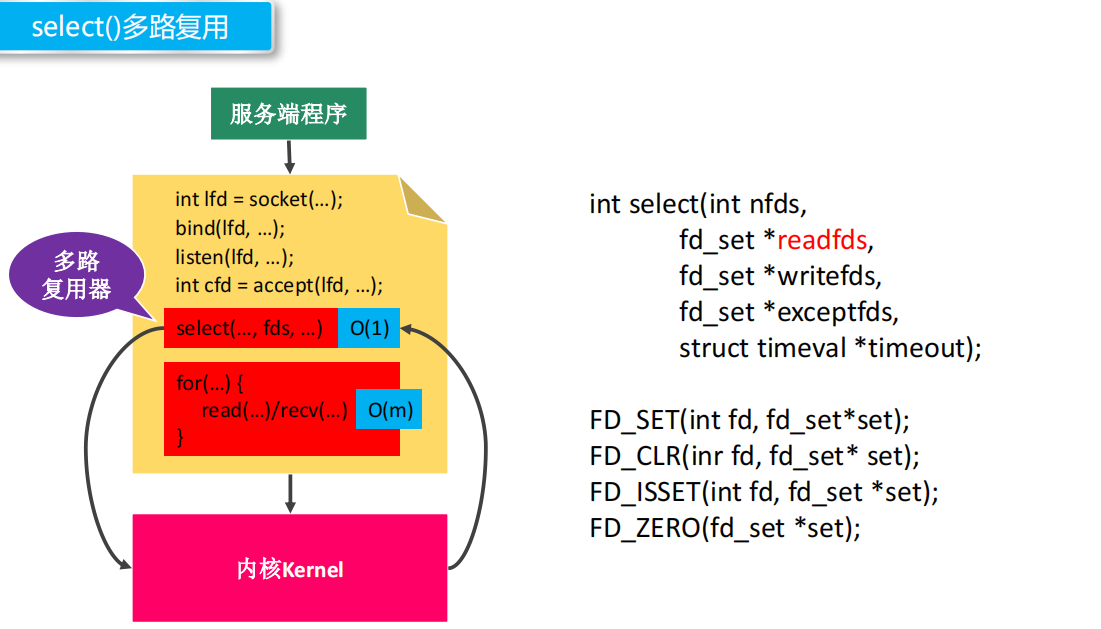 select()多路复用
服务端程序
int lfd = socket(…);
bind(lfd, …);
listen(lfd, …);
int cfd = accept(lfd, …);
多路
复用器
select(…, fds, …)
O(1)
for(…) {
read(…)/recv(…)
O(m)
}
内核Kernel
int select(int nfds,
fd_set *readfds,
fd_set *writefds,
fd_set *exceptfds,
struct timeval *timeout);
FD_SET(int fd, fd_set*set);
FD_CLR(inr fd, fd_set* set);
FD_ISSET(int fd, fd_set *set);
FD_ZERO(fd_set *set);